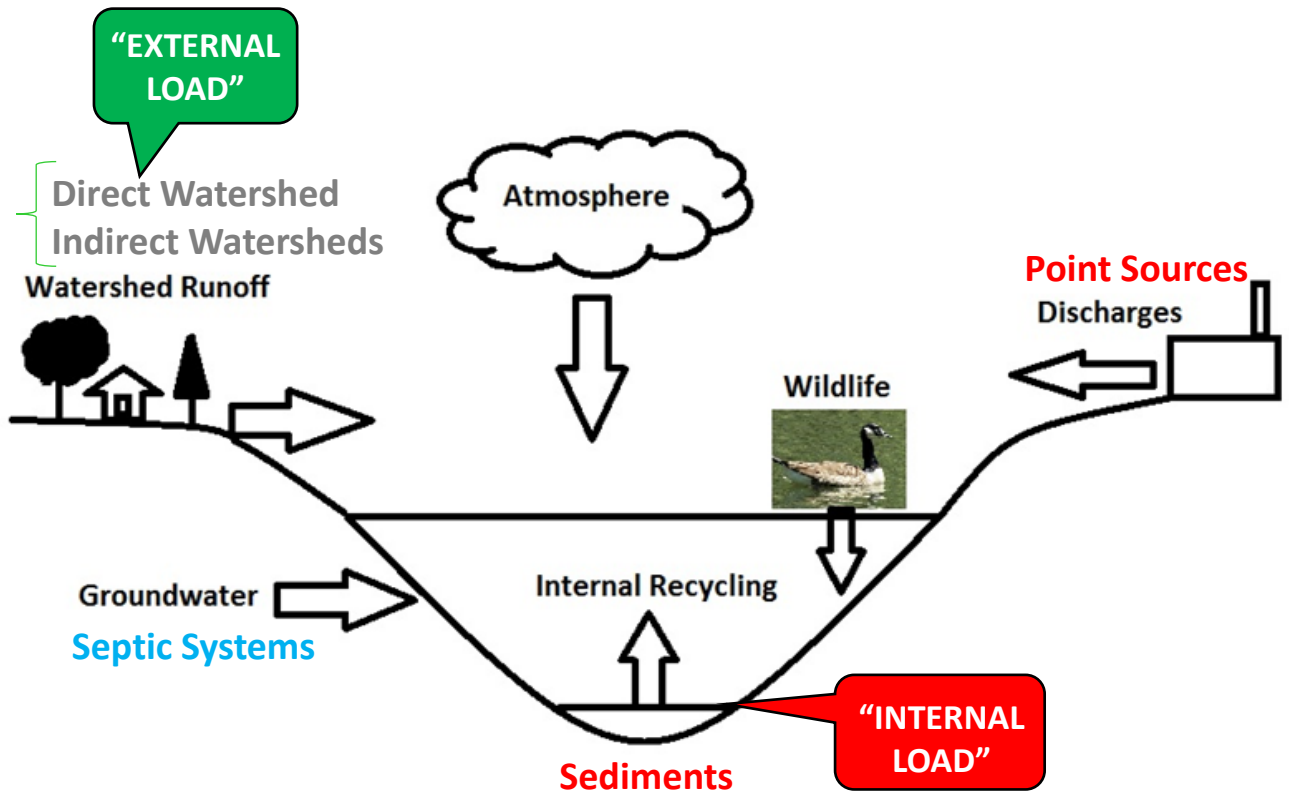 “EXTERNAL
LOAD”
Direct Watershed
Indirect Watersheds
Watershed Runoff
Atmosphere
Point Sources
Discharges
Wildlife
Groundwater
Septic Systems
Internal Recycling
“INTERNAL
LOAD”
Sediments